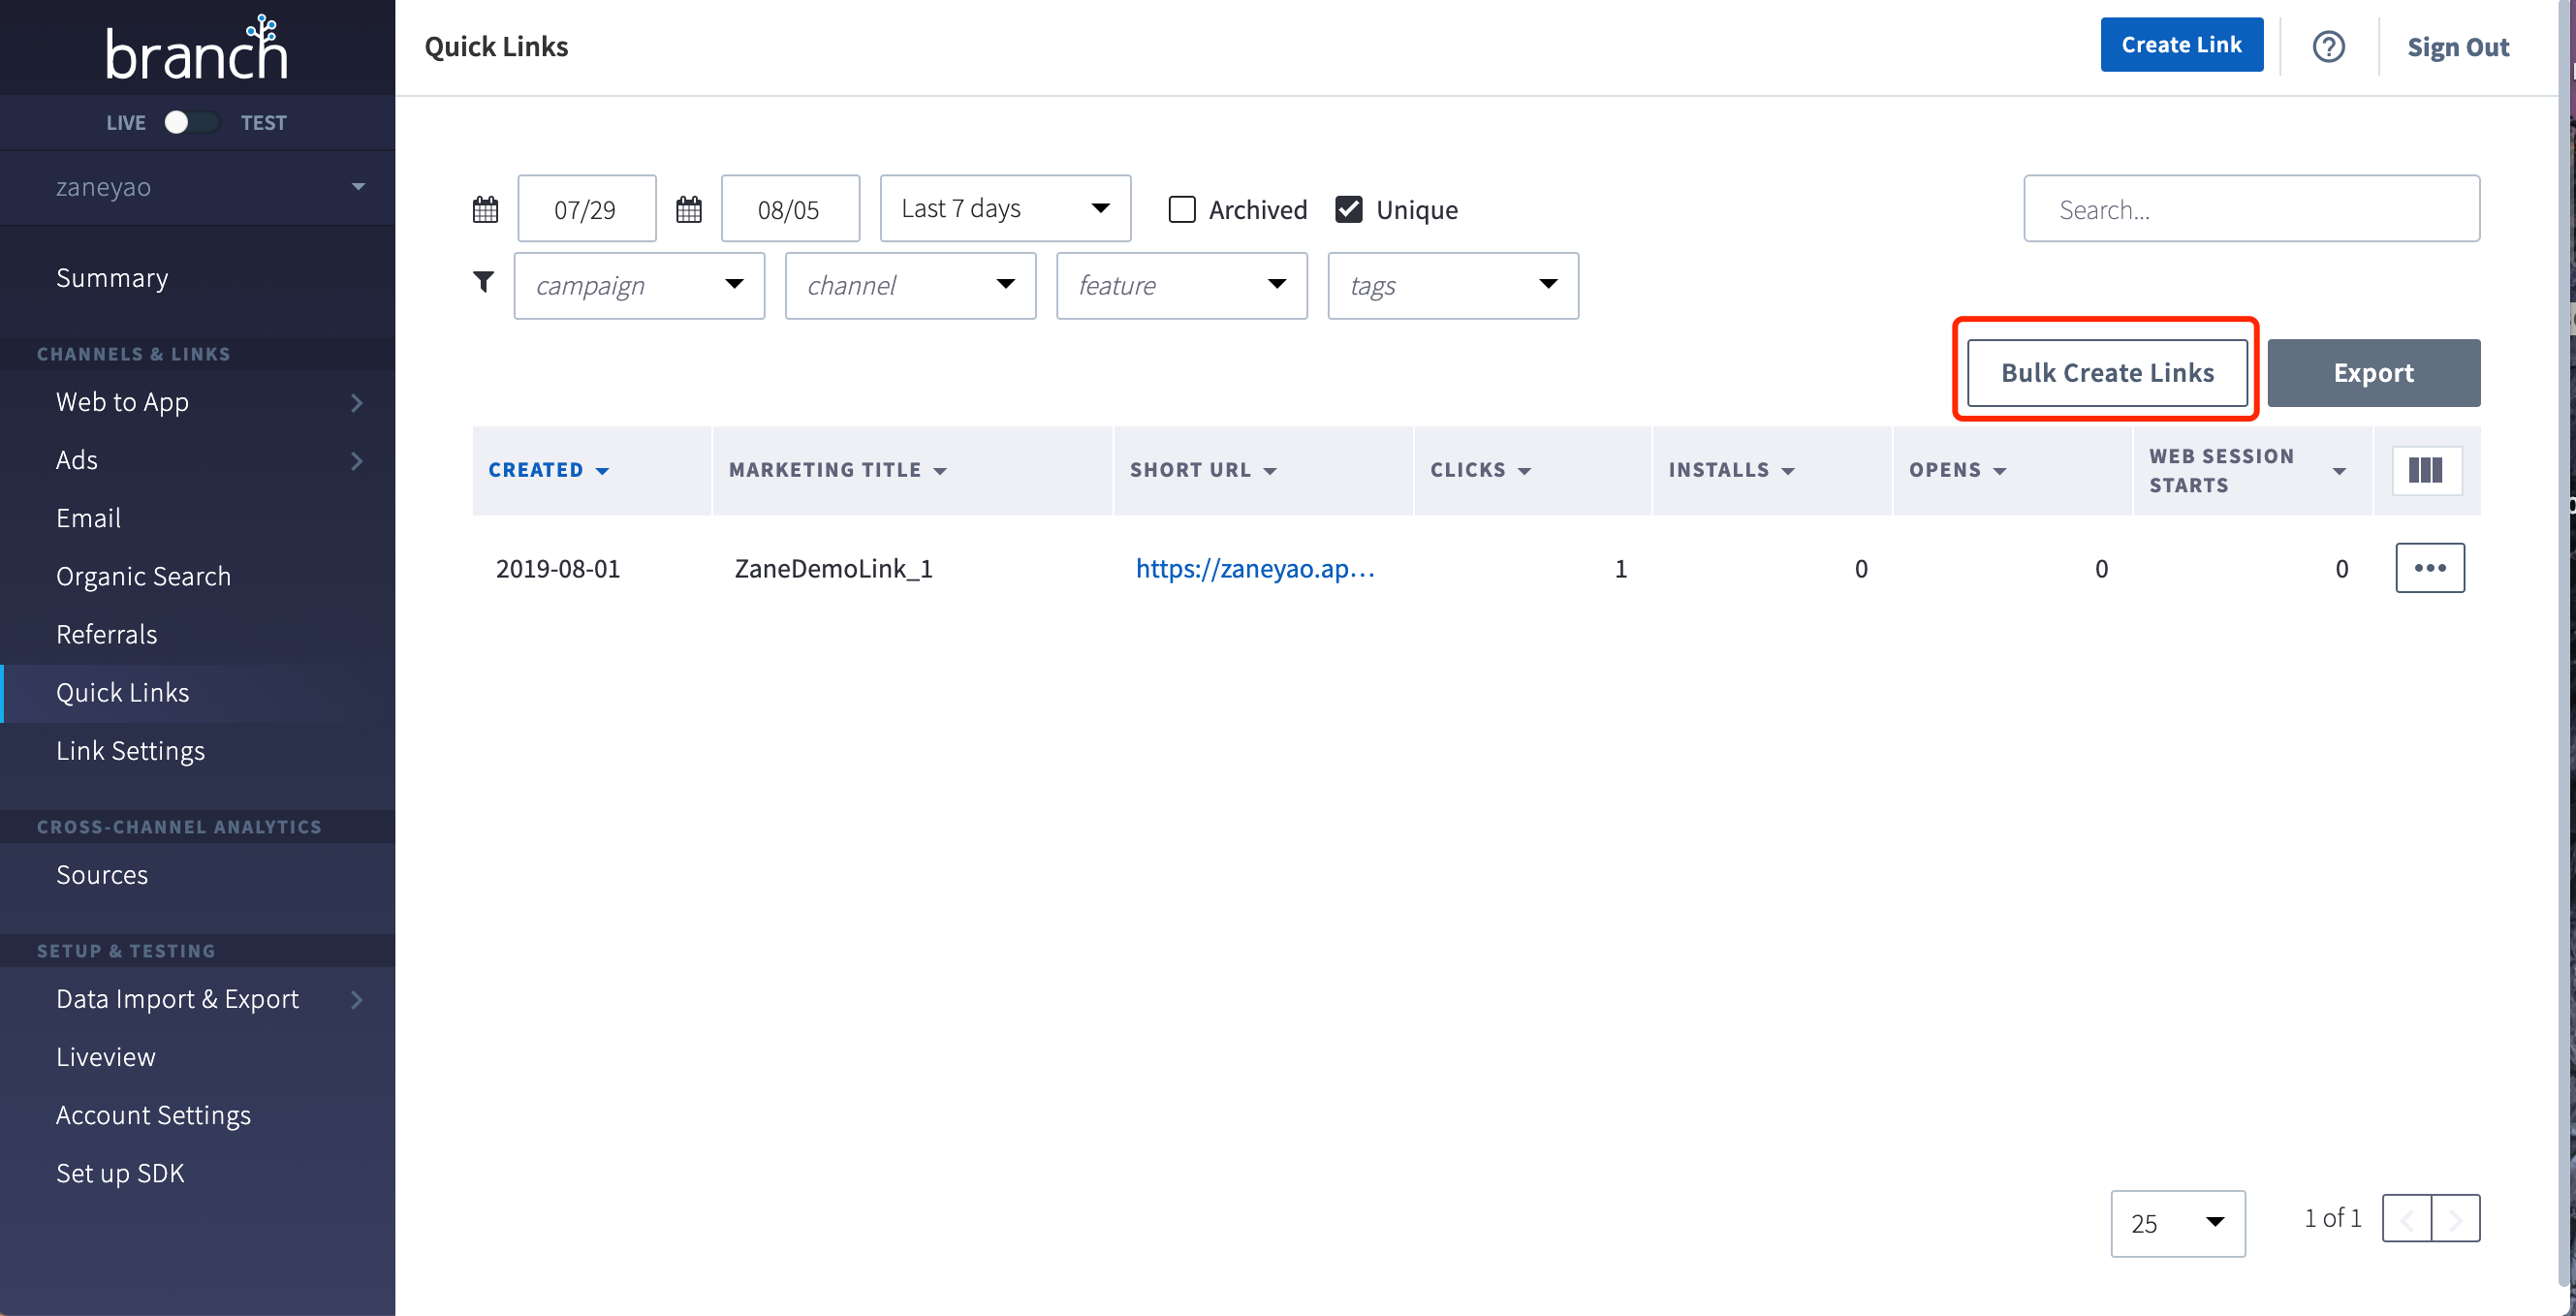 branch
Quick Links
Create Link
Sign Out
LIVE TEST
zaneyao
Summary
CHANNELS & LINKS
Web to App
Ads
Email
Organic Search
Referrals
Quick Links
Link Settings
CROSS-CHANNEL ANALYTICS
Sources
SETUP & TESTING
Data Import & Export
Liveview
Account Settings
Set up SDK
07/29 08/05 Last 7 days Archived Unique Search...
campaign channel feature tags
Bulk Create Links Export
CREATED MARKETING TITLE SHORT URL CLICKS INSTALLS OPENS WEB SESSION STARTS
2019-08-01 ZaneDemoLink_1 https://zaneyao.ap... 1 0 0 0
25 1 of 1